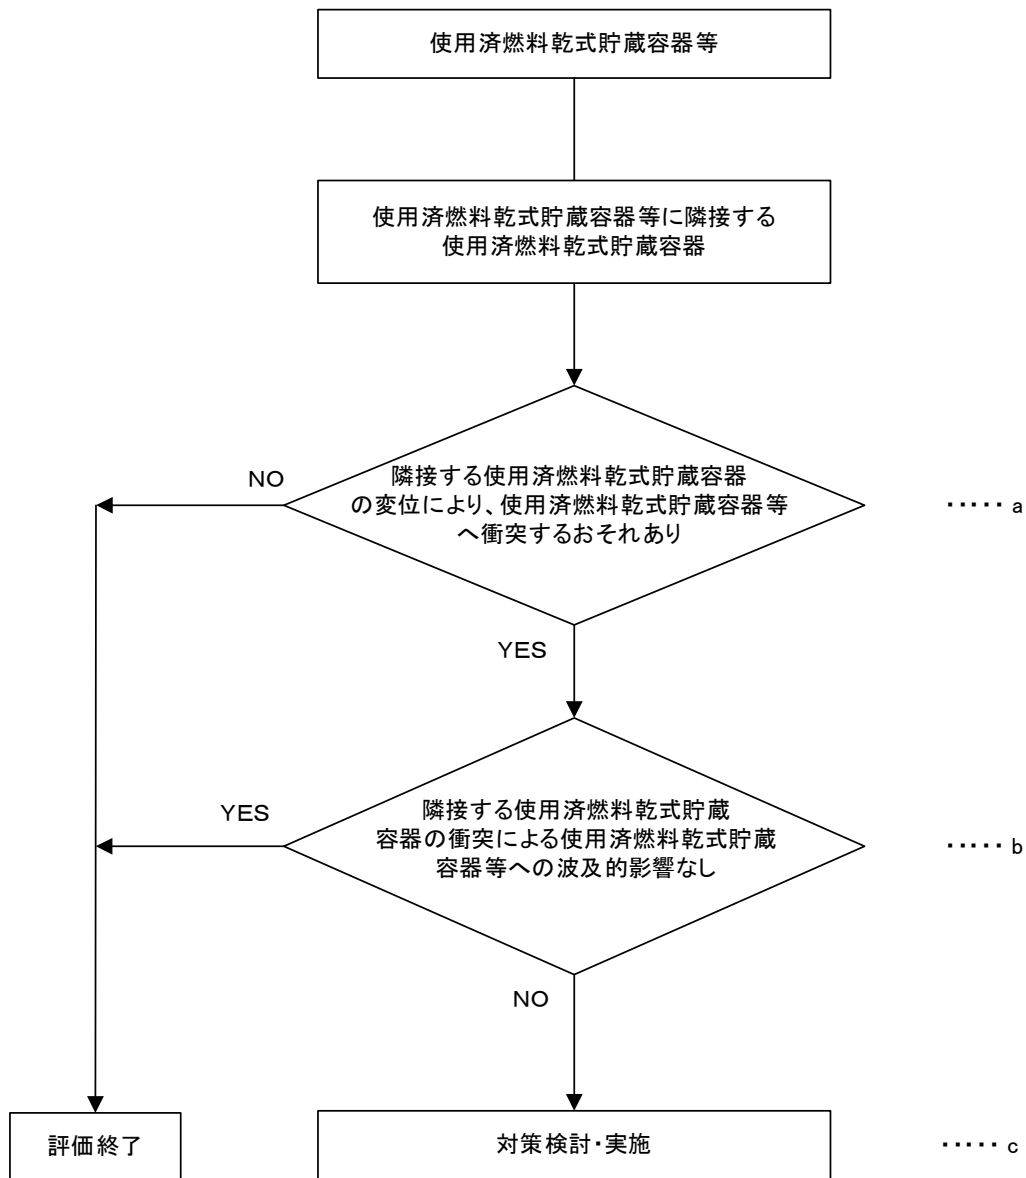 使用済燃料乾式貯蔵容器等
使用済燃料乾式貯蔵容器等に隣接する
使用済燃料乾式貯蔵容器
隣接する使用済燃料乾式貯蔵容器
の変位により、使用済燃料乾式貯蔵容器等
へ衝突するおそれあり
NO
‥‥・ a
YES
隣接する使用済燃料乾式貯蔵
容器の衝突による使用済燃料乾式貯蔵
容器等への波及的影響なし
YES
‥‥・ b
NO
評価終了
対策検討・実施
‥‥・ c